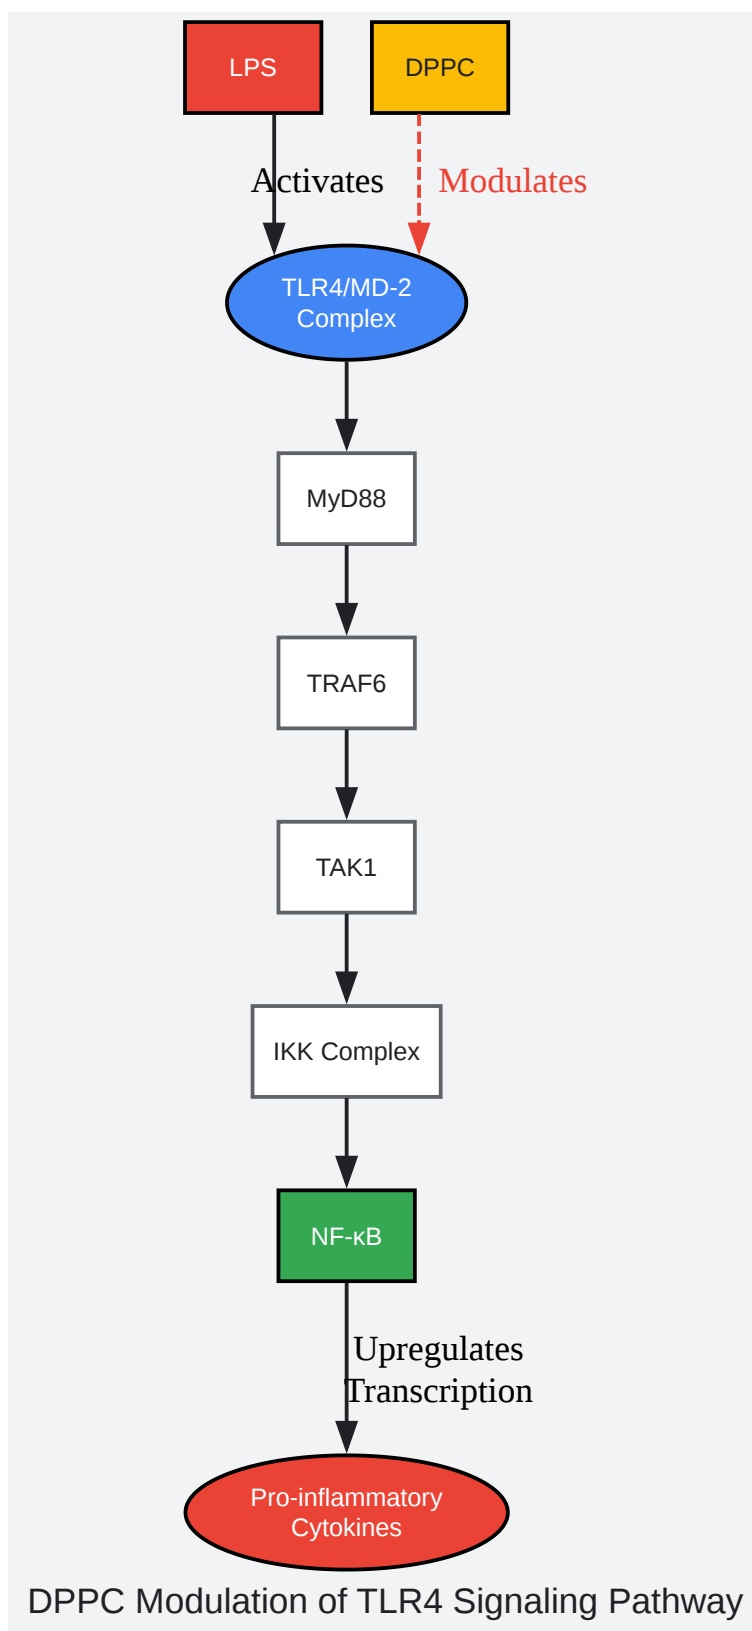 LPS
DPPC
Activates
Modulates
TLR4/MD-2
Complex
MyD88
TRAF6
TAK1
IKK Complex
NF-κB
Upregulates
Transcription
Pro-inflammatory
Cytokines
DPPC Modulation of TLR4 Signaling Pathway